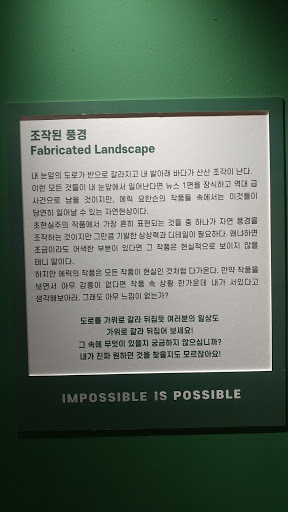 조작된 풍경
Fabricated Landscape
내 눈앞의 도로가 반으로 갈라지고 내 발아래 바다가 산산 조각이 난다.
이런 모든 것들이 내 눈앞에서 일어난다면 뉴스 1면을 장식하고 역대 급
사건으로 남을 것이지만, 에릭 요한슨의 작품들 속에서는 이것들이
당연히 일어날 수 있는 자연현상이다.
초현실주의 작품에서 가장 흔히 표현되는 것들 중 하나가 자연 풍경을
조작하는 것이지만 그만큼 기발한 상상력과 디테일이 필요하다. 왜냐하면
조금이라도 어색한 부분이 있다면 그 작품은 현실적으로 보이지 않을
테니 말이다.
하지만 에릭의 작품은 모든 작품이 현실인 것처럼 다가온다. 만약 작품을
보면서 아무 감흥이 없다면 작품 속 상황 한가운데 내가 서있다고
생각해보아라, 그래도 아무 느낌이 없는가?
도로를 가위로 갈라 뒤집듯 여러분의 일상도
가위로 갈라 뒤집어 보세요!
그 속에 무엇이 있을지 궁금하지 않으십니까?
내가 진짜 원하던 것을 찾을지도 모르잖아요!
IMPOSSIBLE IS POSSIBLE